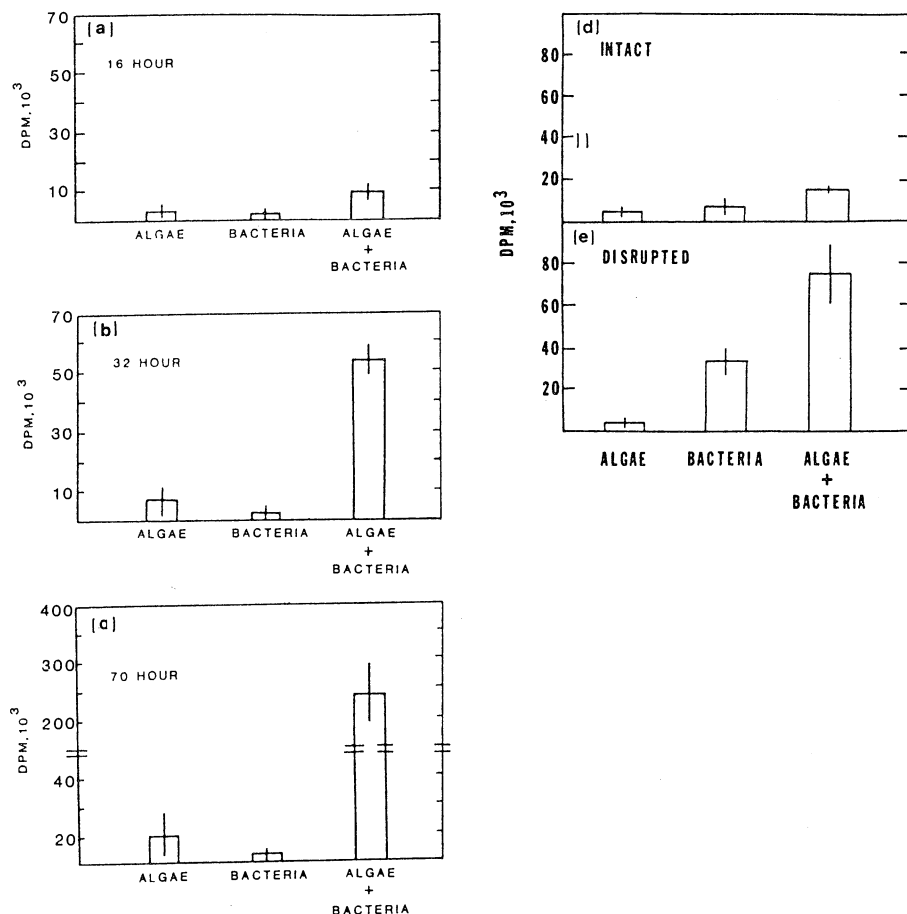 [a]
16 HOUR
70
50
30
10
DPM, 10³
ALGAE
BACTERIA
ALGAE
+
BACTERIA
[b]
32 HOUR
70
50
30
10
DPM, 10³
ALGAE
BACTERIA
ALGAE
+
BACTERIA
[c]
70 HOUR
400
300
200
40
20
DPM, 10³
ALGAE
BACTERIA
ALGAE
+
BACTERIA
[d]
INTACT
80
60
40
20
DPM, 10³
[e]
DISRUPTED
80
60
40
20
ALGAE
BACTERIA
ALGAE
+
BACTERIA